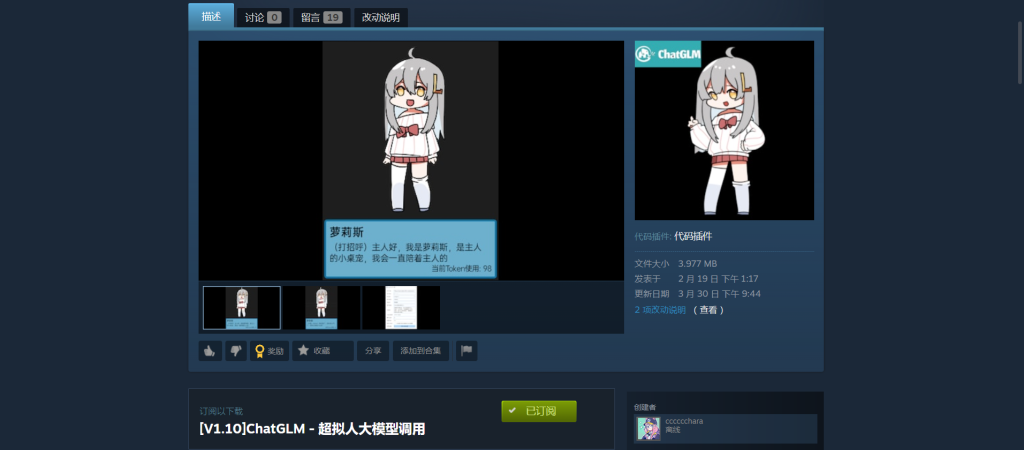 描述
讨论 0
留言 19
改动说明
ChatGLM
萝莉斯
（打招呼）主人好，我是萝莉斯，是主人
的小桌宠，我会一直陪着主人的
当前Token使用: 98
代码插件: 代码插件
文件大小 3.977 MB
发表于 2 月 19 日 下午 1:17
更新日期 3 月 30 日 下午 9:44
2 项改动说明 （ 查看 ）
奖励
收藏
分享
添加到合集
订阅以下载
[V1.10]ChatGLM - 超拟人大模型调用
已订阅
创建者
ccccccchara
离线